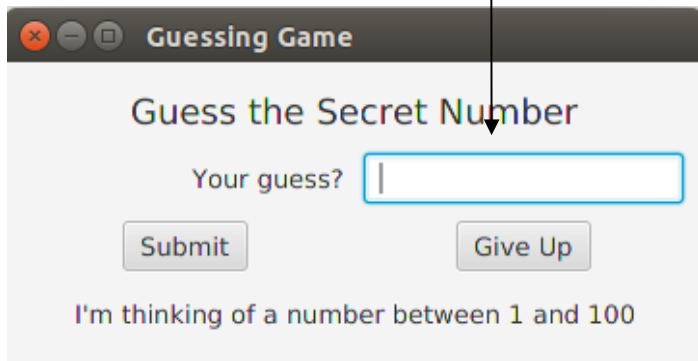 Guessing Game
Guess the Secret Number
Your guess?
Submit Give Up
I'm thinking of a number between 1 and 100